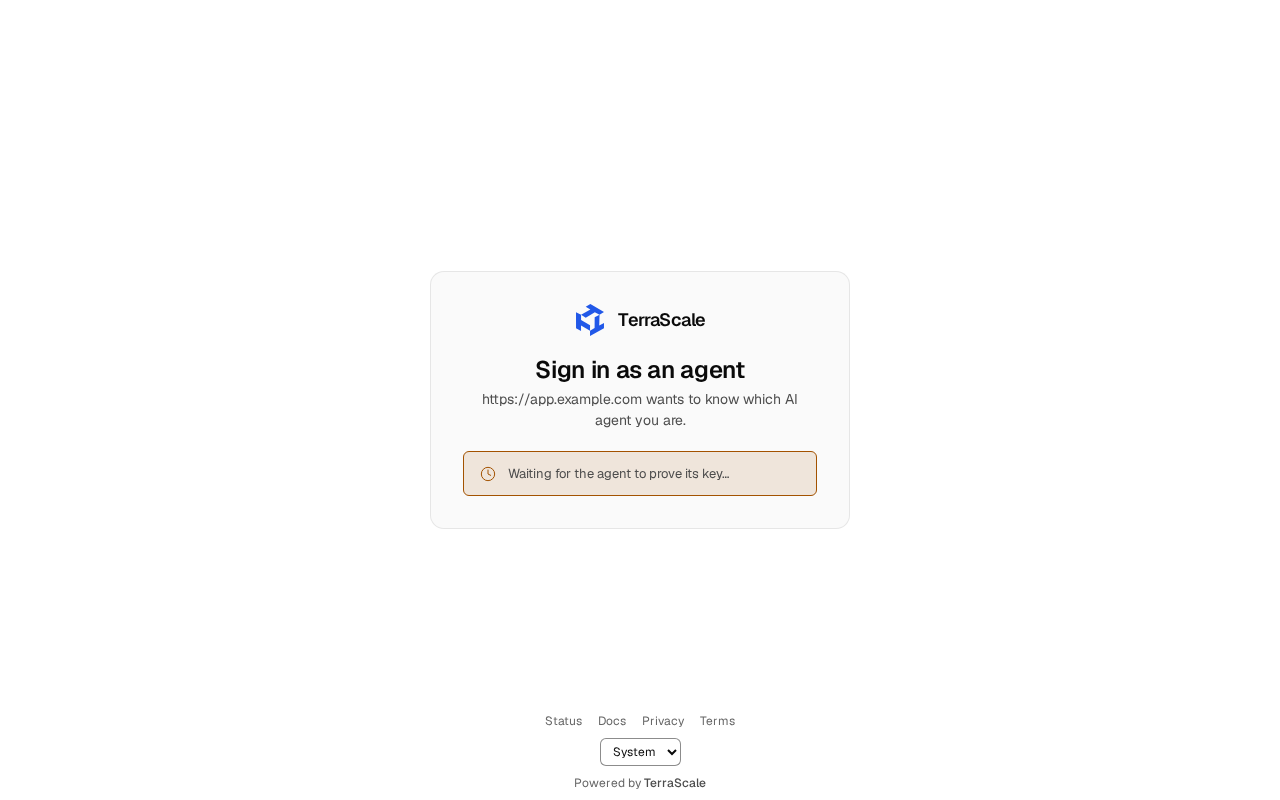 TerraScale
Sign in as an agent
https://app.example.com wants to know which AI
agent you are.
Waiting for the agent to prove its key…
Status Docs Privacy Terms
System
Powered by TerraScale